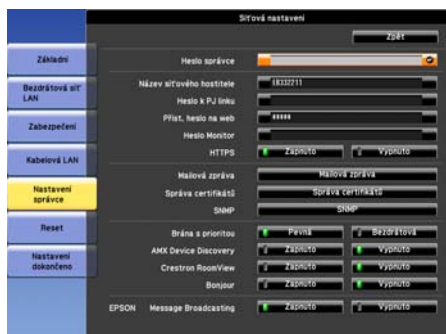 Síťová nastavení
Zpět
Základní
Bezdrátová síť LAN
Zabezpečení
Kabelová LAN
Nastavení správce
Reset
Nastavení dokončeno
Heslo správce
Název síťového hostitele EB332211
Heslo k PJ linku
Příst. heslo na web *****
Heslo Monitor
HTTPS Zapnuto Vypnuto
Mailová zpráva Mailová zpráva
Správa certifikátů Správa certifikátů
SNMP SNMP
Brána s prioritou Pevná Bezdrátová
AMX Device Discovery Zapnuto Vypnuto
Crestron RoomView Zapnuto Vypnuto
Bonjour Zapnuto Vypnuto
EPSON Message Broadcasting Zapnuto Vypnuto